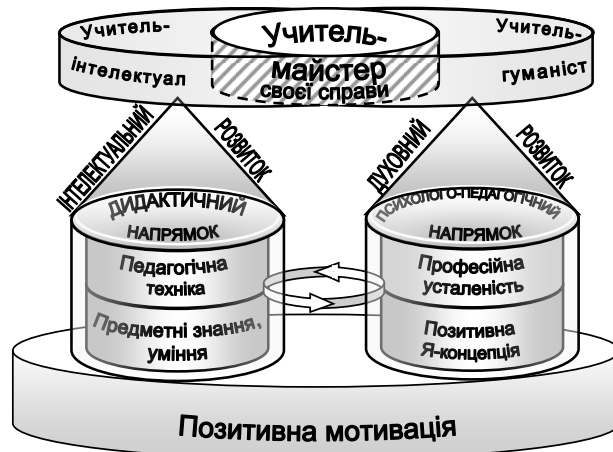 Учитель-
Учитель-
Учитель-
інтелектуал
майстер
своєї справи
гуманіст
ІНТЕЛЕКТУАЛЬНИЙ
РОЗВИТОК
ДУХОВНИЙ
РОЗВИТОК
ДИДАКТИЧНИЙ
НАПРЯМОК
ПСИХОЛОГО-ПЕДАГОГІЧНИЙ
НАПРЯМОК
Педагогічна
техніка
Професійна
усталеність
Предметні знання,
уміння
Позитивна
Я-концепція
Позитивна мотивація